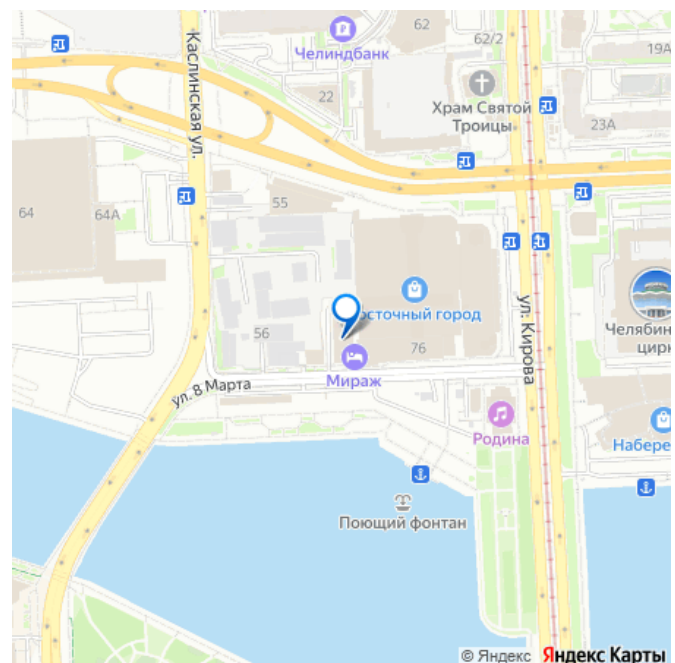 62
62/2
19А
Челиндбанк
Каслинская ул.
22
Храм Святой
Троицы
23А
64
64А
55
ул. Кирова
осточный город
Челябин
цирк
56
76
Мираж
ул. 8 Марта
Родина
Набере
Поющий фонтан
© Яндекс Яндекс Карты